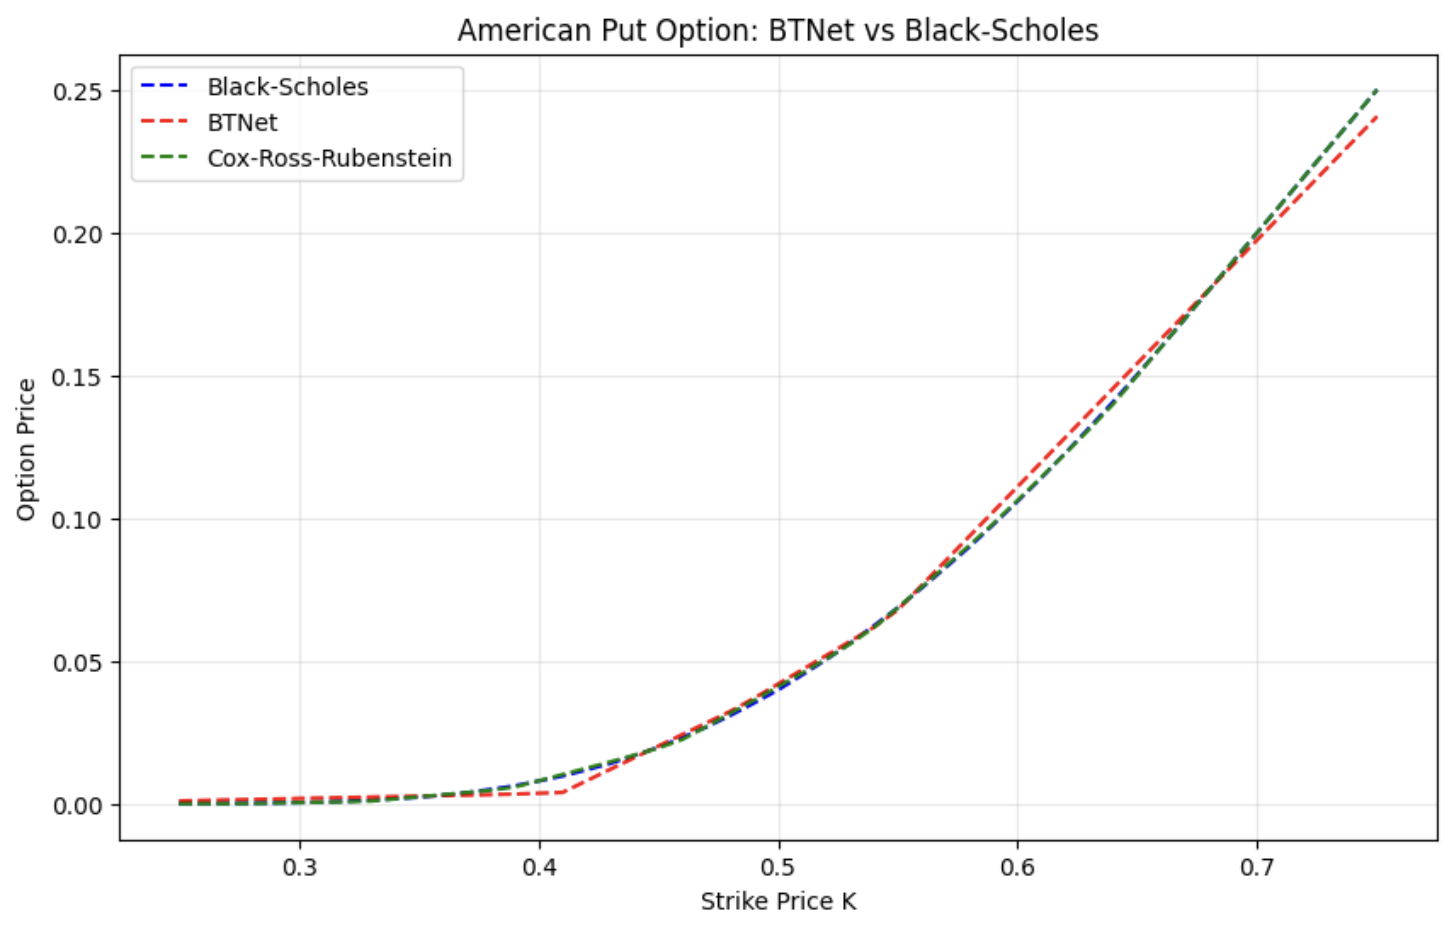 American Put Option: BTNet vs Black-Scholes
Black-Scholes
BTNet
Cox-Ross-Rubenstein
0.25
0.20
0.15
0.10
0.05
0.00
Option Price
0.3 0.4 0.5 0.6 0.7
Strike Price K